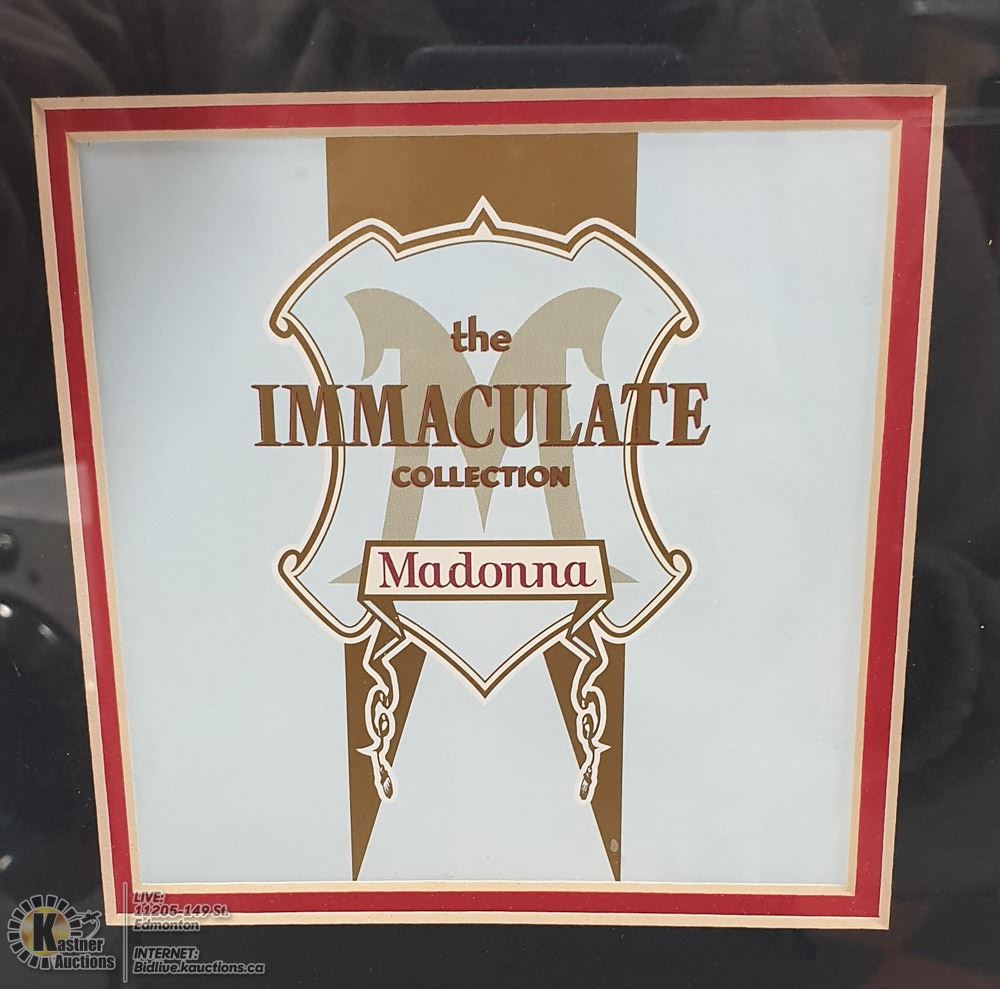 the
IMMACULATE
COLLECTION
Madonna
Kastner
Auctions
LIVE:
11205-149 St.
Edmonton
INTERNET:
Bidlive.kauctions.ca